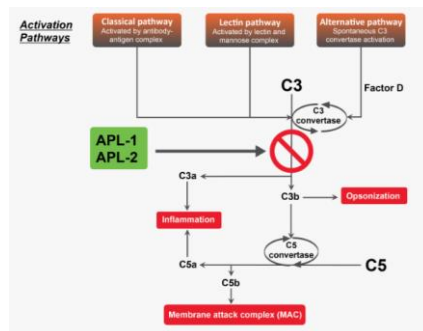 Activation
Pathways
Classical pathway
Activated by antibody-
antigen complex
Lectin pathway
Activated by lectin and
mannose complex
Alternative pathway
Spontaneous C3
convertase activation
C3
Factor D
C3
convertase
APL-1
APL-2
C3a
C3b
Opsonization
Inflammation
C5
convertase
C5a
C5
C5b
Membrane attack complex (MAC)